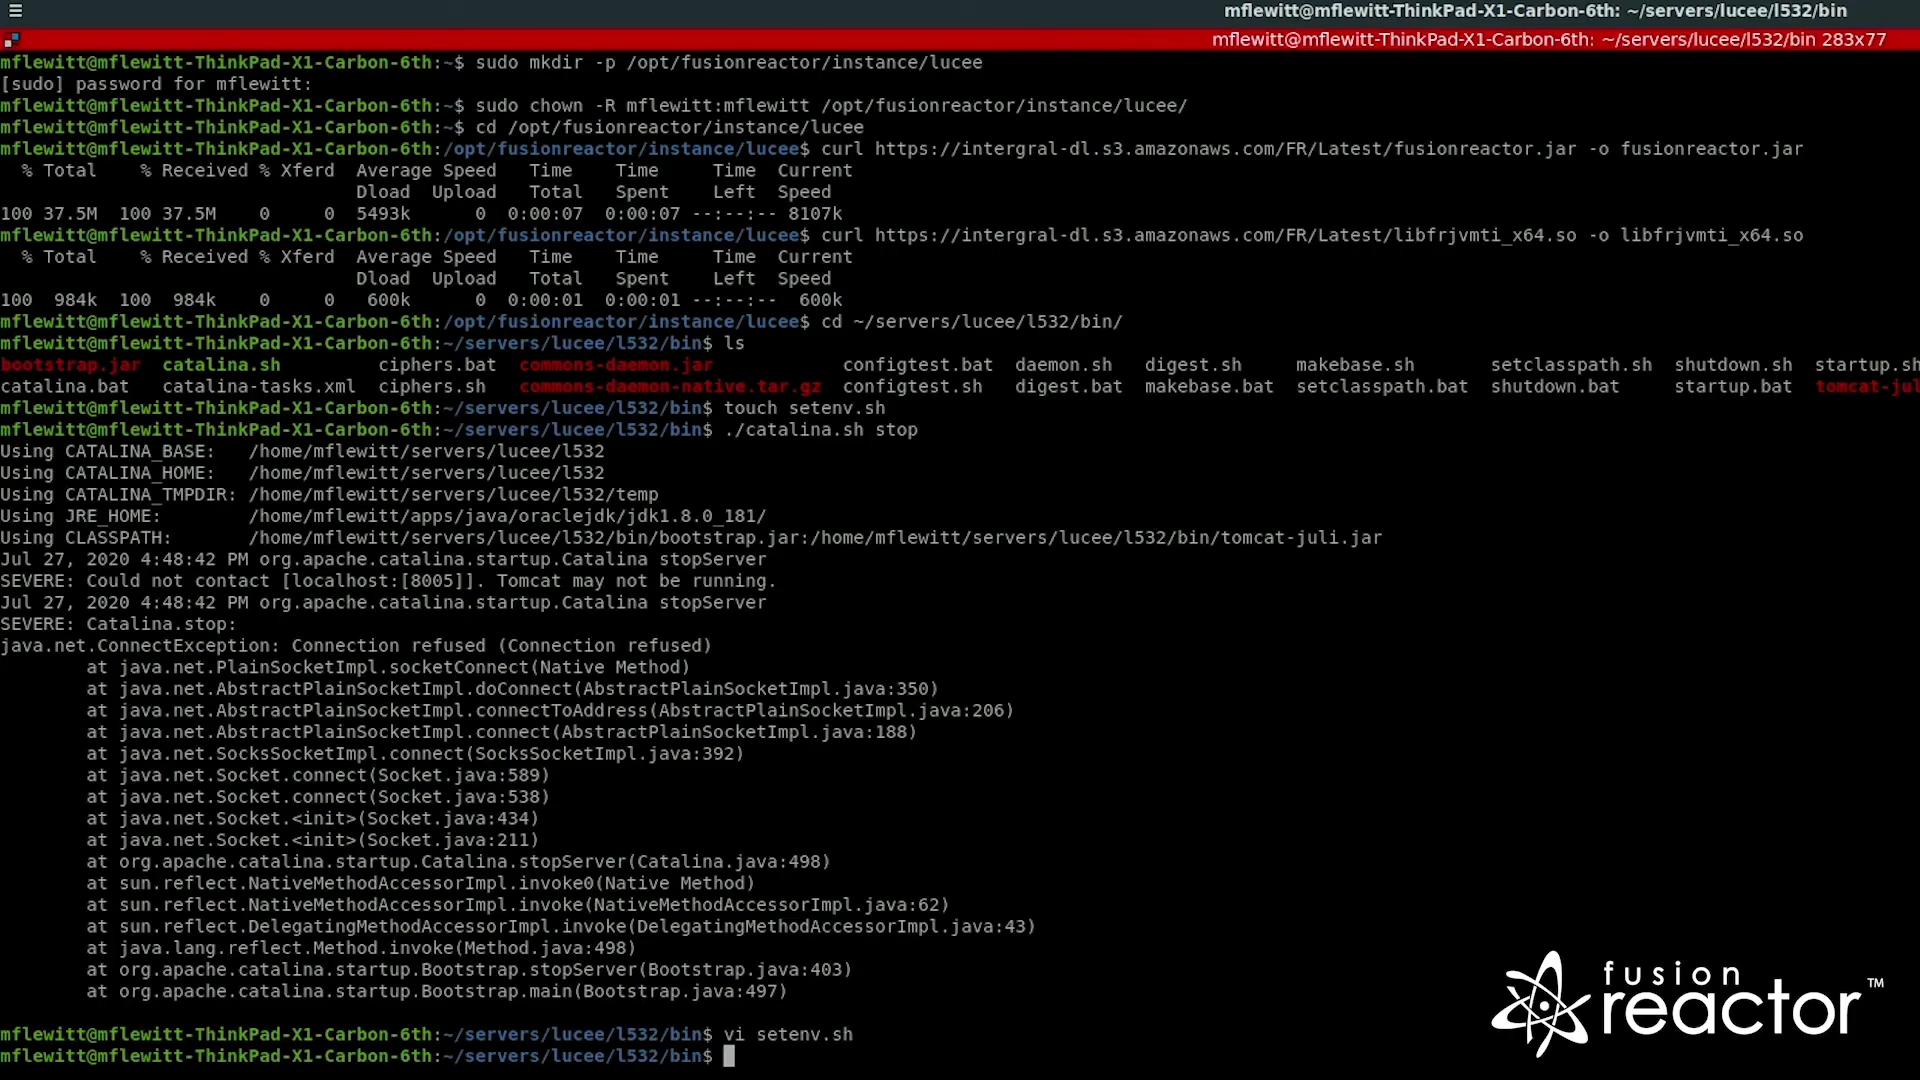 mflewitt@mflewitt-ThinkPad-X1-Carbon-6th: ~/servers/lucee/l532/bin
mflewitt@mflewitt-ThinkPad-X1-Carbon-6th: ~/servers/lucee/l532/bin 283x77
mflewitt@mflewitt-ThinkPad-X1-Carbon-6th:~$ sudo mkdir -p /opt/fusionreactor/instance/lucee
[sudo] password for mflewitt:
mflewitt@mflewitt-ThinkPad-X1-Carbon-6th:~$ sudo chown -R mflewitt:mflewitt /opt/fusionreactor/instance/lucee/
mflewitt@mflewitt-ThinkPad-X1-Carbon-6th:~$ cd /opt/fusionreactor/instance/lucee
mflewitt@mflewitt-ThinkPad-X1-Carbon-6th:/opt/fusionreactor/instance/lucee$ curl https://intergral-dl.s3.amazonaws.com/FR/Latest/fusionreactor.jar -o fusionreactor.jar
  % Total    % Received % Xferd  Average Speed   Time    Time     Time  Current
                                 Dload  Upload   Total   Spent    Left  Speed
100 37.5M  100 37.5M    0     0  5493k      0  0:00:07  0:00:07 --:--:-- 8107k
mflewitt@mflewitt-ThinkPad-X1-Carbon-6th:/opt/fusionreactor/instance/lucee$ curl https://intergral-dl.s3.amazonaws.com/FR/Latest/libfrjvmti_x64.so -o libfrjvmti_x64.so
  % Total    % Received % Xferd  Average Speed   Time    Time     Time  Current
                                 Dload  Upload   Total   Spent    Left  Speed
100  984k  100  984k    0     0   600k      0  0:00:01  0:00:01 --:--:--  600k
mflewitt@mflewitt-ThinkPad-X1-Carbon-6th:/opt/fusionreactor/instance/lucee$ cd ~/servers/lucee/l532/bin/
mflewitt@mflewitt-ThinkPad-X1-Carbon-6th:~/servers/lucee/l532/bin$ ls
bootstrap.jar  catalina.sh         ciphers.bat  commons-daemon.jar            configtest.bat  daemon.sh   digest.sh     makebase.sh       setclasspath.sh  shutdown.sh   startup.sh
catalina.bat   catalina-tasks.xml  ciphers.sh   commons-daemon-native.tar.gz  configtest.sh   digest.bat  makebase.bat  setclasspath.bat  shutdown.bat     startup.bat   tomcat-jul
mflewitt@mflewitt-ThinkPad-X1-Carbon-6th:~/servers/lucee/l532/bin$ touch setenv.sh
mflewitt@mflewitt-ThinkPad-X1-Carbon-6th:~/servers/lucee/l532/bin$ ./catalina.sh stop
Using CATALINA_BASE:   /home/mflewitt/servers/lucee/l532
Using CATALINA_HOME:   /home/mflewitt/servers/lucee/l532
Using CATALINA_TMPDIR: /home/mflewitt/servers/lucee/l532/temp
Using JRE_HOME:        /home/mflewitt/apps/java/oraclejdk/jdk1.8.0_181/
Using CLASSPATH:       /home/mflewitt/servers/lucee/l532/bin/bootstrap.jar:/home/mflewitt/servers/lucee/l532/bin/tomcat-juli.jar
Jul 27, 2020 4:48:42 PM org.apache.catalina.startup.Catalina stopServer
SEVERE: Could not contact [localhost:[8005]]. Tomcat may not be running.
Jul 27, 2020 4:48:42 PM org.apache.catalina.startup.Catalina stopServer
SEVERE: Catalina.stop:
java.net.ConnectException: Connection refused (Connection refused)
        at java.net.PlainSocketImpl.socketConnect(Native Method)
        at java.net.AbstractPlainSocketImpl.doConnect(AbstractPlainSocketImpl.java:350)
        at java.net.AbstractPlainSocketImpl.connectToAddress(AbstractPlainSocketImpl.java:206)
        at java.net.AbstractPlainSocketImpl.connect(AbstractPlainSocketImpl.java:188)
        at java.net.SocksSocketImpl.connect(SocksSocketImpl.java:392)
        at java.net.Socket.connect(Socket.java:589)
        at java.net.Socket.connect(Socket.java:538)
        at java.net.Socket.<init>(Socket.java:434)
        at java.net.Socket.<init>(Socket.java:211)
        at org.apache.catalina.startup.Catalina.stopServer(Catalina.java:498)
        at sun.reflect.NativeMethodAccessorImpl.invoke0(Native Method)
        at sun.reflect.NativeMethodAccessorImpl.invoke(NativeMethodAccessorImpl.java:62)
        at sun.reflect.DelegatingMethodAccessorImpl.invoke(DelegatingMethodAccessorImpl.java:43)
        at java.lang.reflect.Method.invoke(Method.java:498)
        at org.apache.catalina.startup.Bootstrap.stopServer(Bootstrap.java:403)
        at org.apache.catalina.startup.Bootstrap.main(Bootstrap.java:497)
mflewitt@mflewitt-ThinkPad-X1-Carbon-6th:~/servers/lucee/l532/bin$ vi setenv.sh
mflewitt@mflewitt-ThinkPad-X1-Carbon-6th:~/servers/lucee/l532/bin$
fusion
reactor™